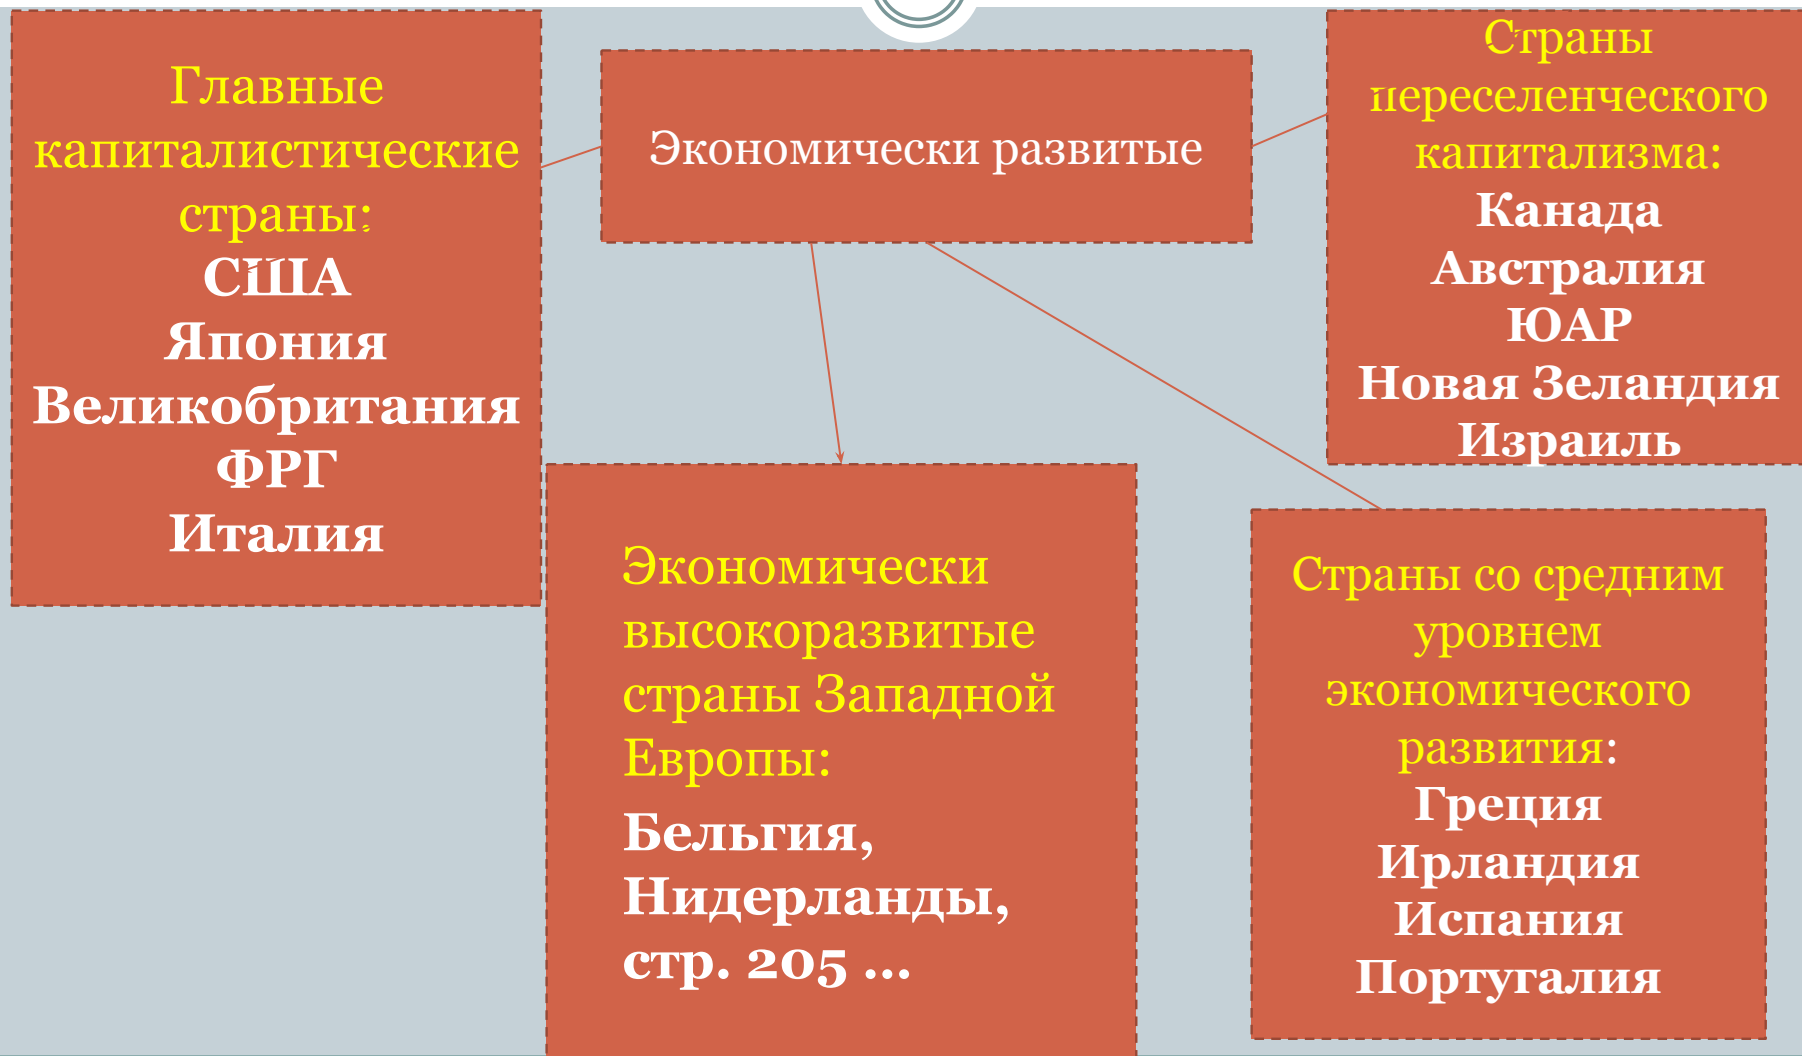 Главные
капиталистические
страны:
США
Япония
Великобритания
ФРГ
Италия
Экономически развитые
Страны
переселенческого
капитализма:
Канада
Австралия
ЮАР
Новая Зеландия
Израиль
Экономически
высокоразвитые
страны Западной
Европы:
Бельгия,
Нидерланды,
стр. 205 ...
Страны со средним
уровнем
экономического
развития:
Греция
Ирландия
Испания
Португалия